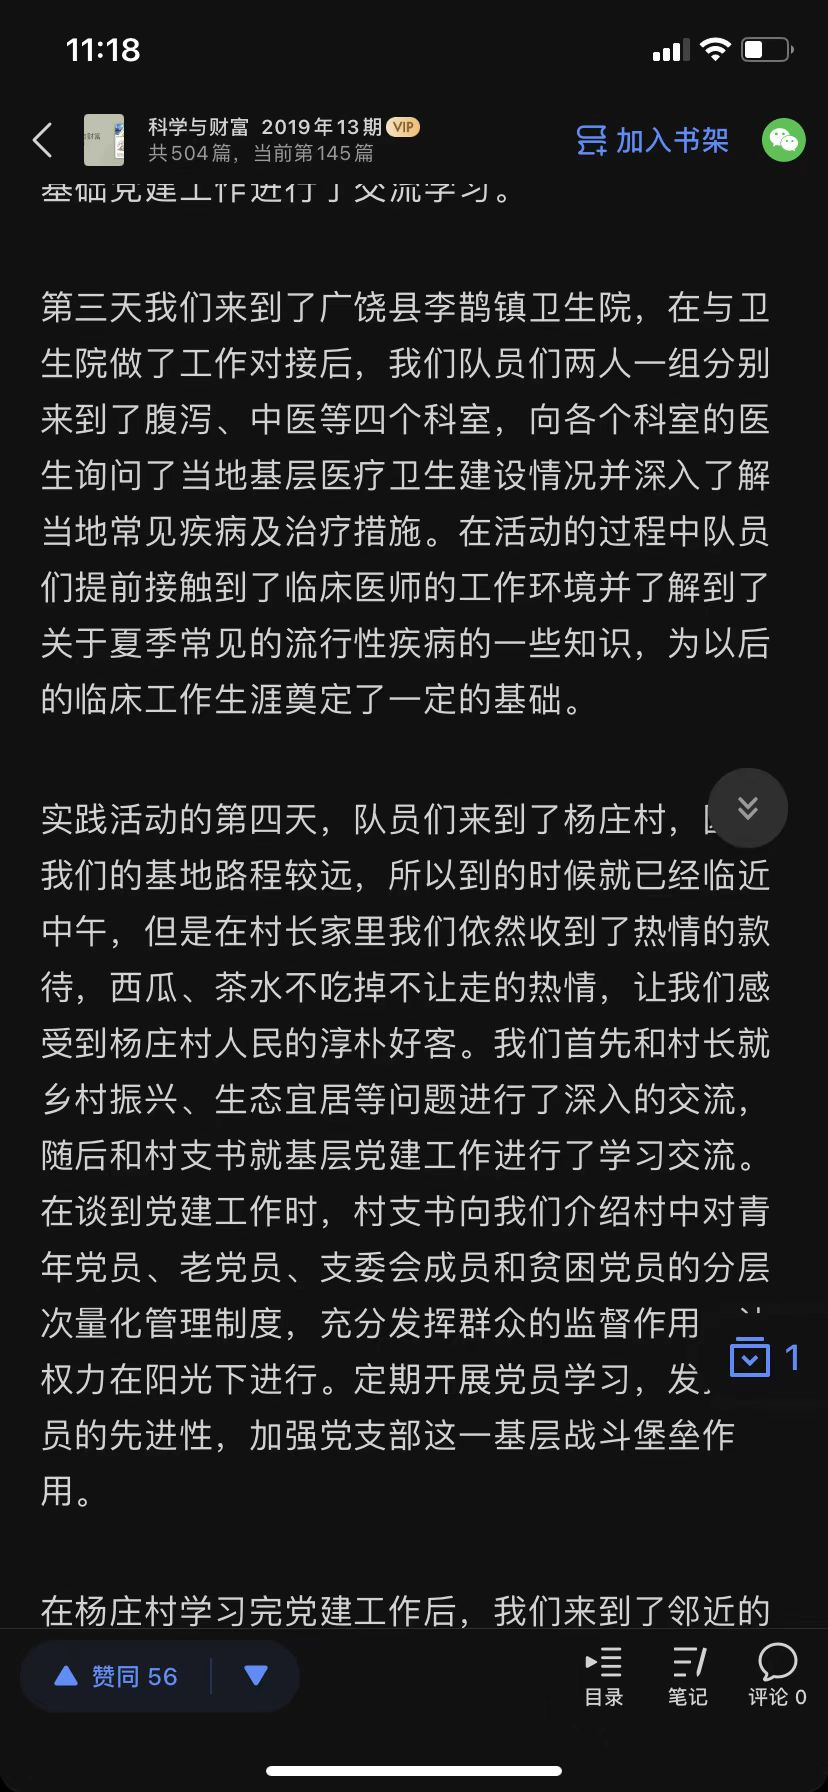 11:18
科学与财富 2019年13期 VIP
共504篇，当前第145篇
加入书架
基础党建工作进行了交流学习。
第三天我们来到了广饶县李鹊镇卫生院，在与卫
生院做了工作对接后，我们队员们两人一组分别
来到了腹泻、中医等四个科室，向各个科室的医
生询问了当地基层医疗卫生建设情况并深入了解
当地常见疾病及治疗措施。在活动的过程中队员
们提前接触到了临床医师的工作环境并了解到了
关于夏季常见的流行性疾病的一些知识，为以后
的临床工作生涯奠定了一定的基础。
实践活动的第四天，队员们来到了杨庄村，
我们的基地路程较远，所以到的时候就已经临近
中午，但是在村长家里我们依然收到了热情的款
待，西瓜、茶水不吃掉不让走的热情，让我们感
受到杨庄村人民的淳朴好客。我们首先和村长就
乡村振兴、生态宜居等问题进行了深入的交流，
随后和村支书就基层党建工作进行了学习交流。
在谈到党建工作时，村支书向我们介绍村中对青
年党员、老党员、支委会成员和贫困党员的分层
次量化管理制度，充分发挥群众的监督作用
1
权力在阳光下进行。定期开展党员学习，发
员的先进性，加强党支部这一基层战斗堡垒作
用。
在杨庄村学习完党建工作后，我们来到了邻近的
赞同 56
目录
笔记
评论 0